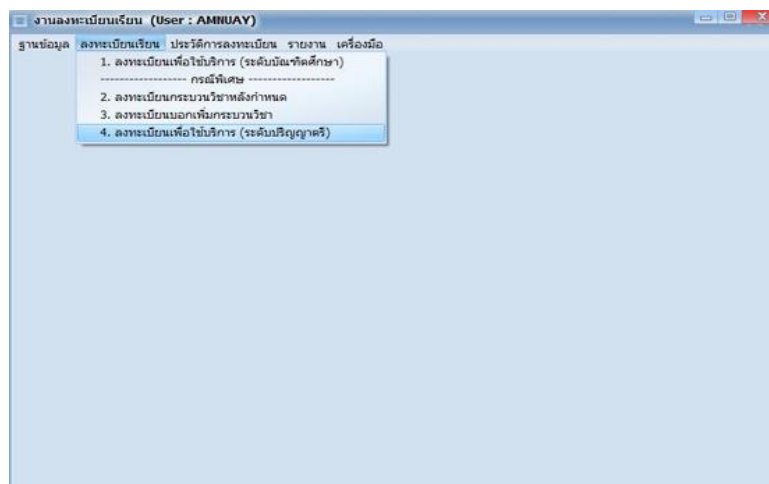 งานลงทะเบียนเรียน (User : AMNUAY)
ฐานข้อมูล ลงทะเบียนเรียน ประวัติการลงทะเบียน รายงาน เครื่องมือ
1. ลงทะเบียนเพื่อใช้บริการ (ระดับบัณฑิตศึกษา)
------------------- กรณีพิเศษ -------------------
2. ลงทะเบียนกระบวนวิชาหลังกำหนด
3. ลงทะเบียนบอกเพิ่มกระบวนวิชา
4. ลงทะเบียนเพื่อใช้บริการ (ระดับปริญญาตรี)